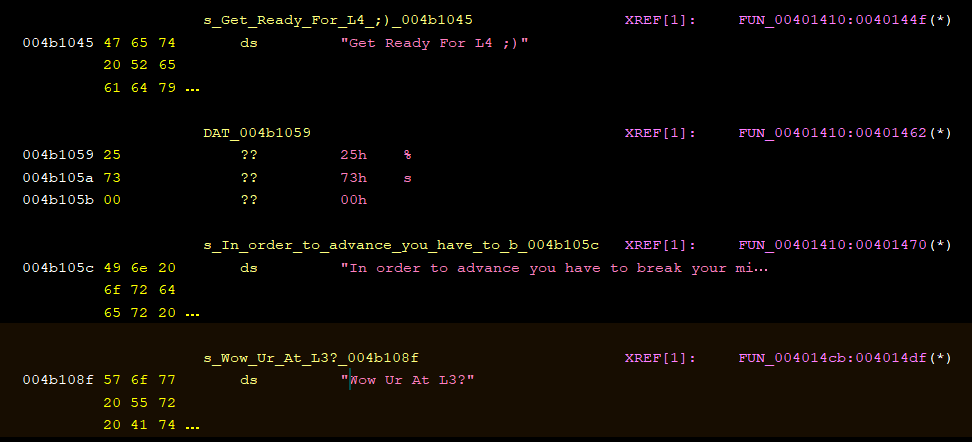 s_Get_Ready_For_L4_;)_004b1045 XREF[1]: FUN_00401410:0040144f(*)
004b1045 47 65 74 ds "Get Ready For L4 ;)"
20 52 65
61 64 79 ...
DAT_004b1059 XREF[1]: FUN_00401410:00401462(*)
004b1059 25 ?? 25h %
004b105a 73 ?? 73h s
004b105b 00 ?? 00h
s_In_order_to_advance_you_have_to_b_004b105c XREF[1]: FUN_00401410:00401470(*)
004b105c 49 6e 20 ds "In order to advance you have to break your mi...
6f 72 64
65 72 20 ...
s_Wow_Ur_At_L3?_004b108f XREF[1]: FUN_004014cb:004014df(*)
004b108f 57 6f 77 ds "Wow Ur At L3?"
20 55 72
20 41 74 ...